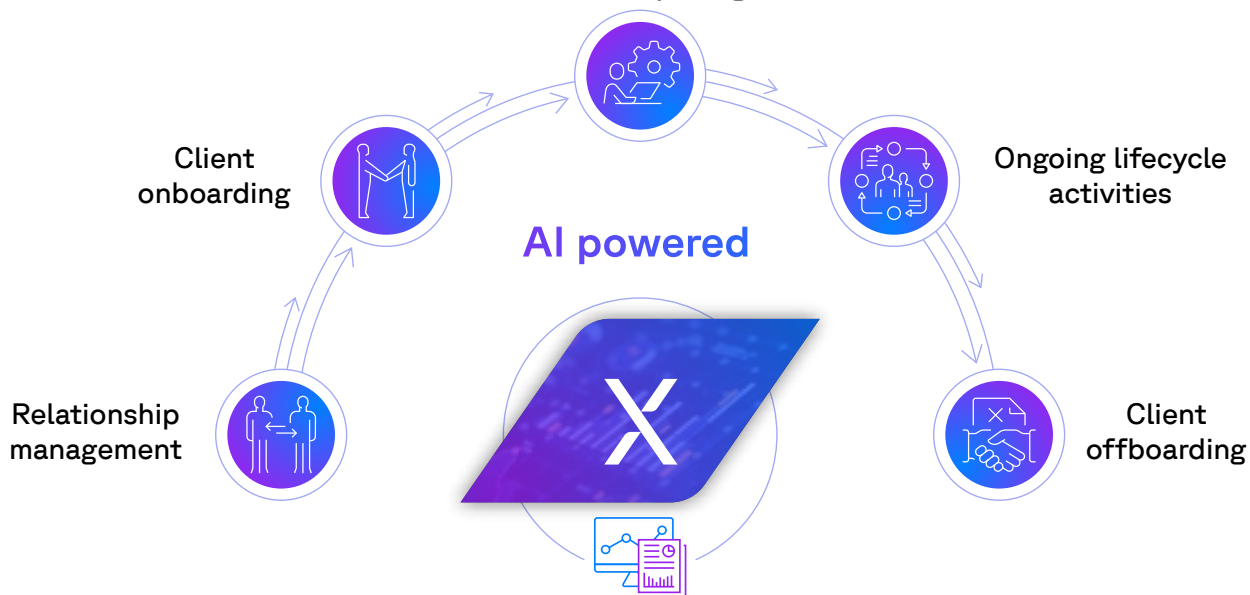 Client
onboarding
Ongoing lifecycle
activities
AI powered
X
Relationship
management
Client
offboarding